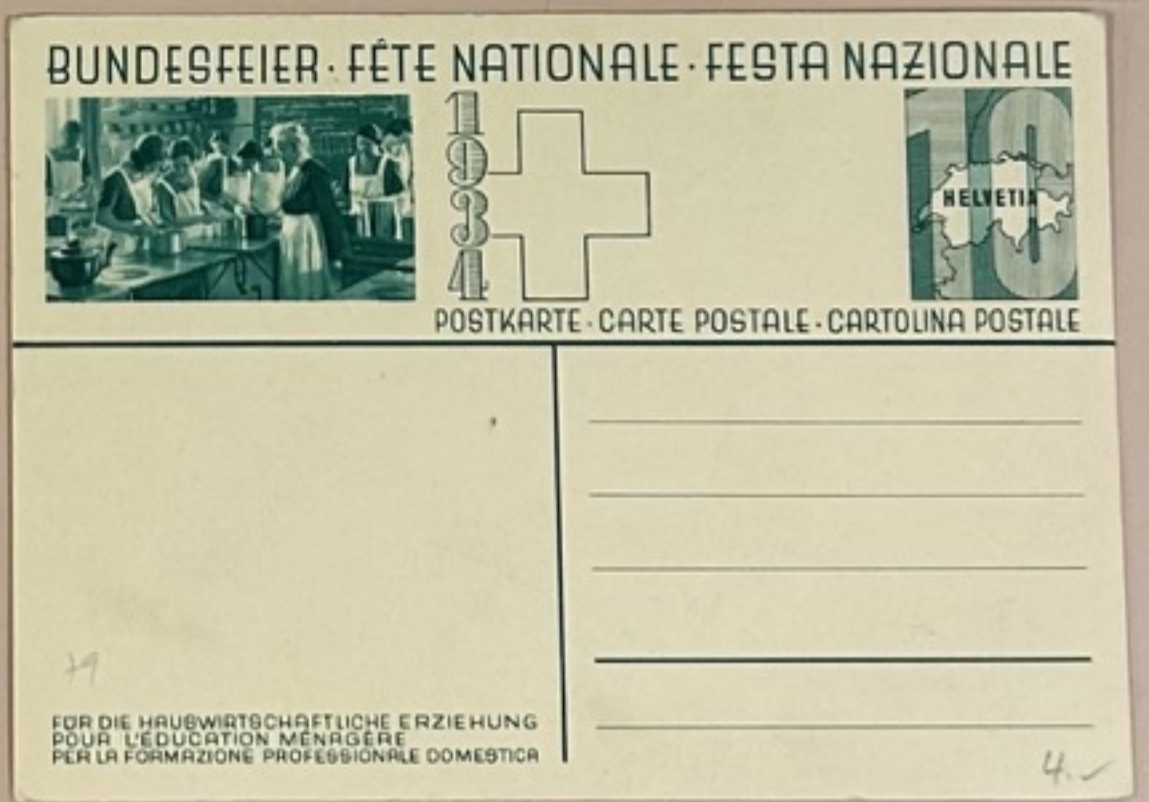 BUNDESFEIER · FÊTE NATIONALE · FESTA NAZIONALE
1934
10
HELVETIA
POSTKARTE · CARTE POSTALE · CARTOLINA POSTALE
79
FÜR DIE HAUSWIRTSCHAFTLICHE ERZIEHUNG
POUR L'ÉDUCATION MÉNAGÈRE
PER LA FORMAZIONE PROFESSIONALE DOMESTICA
4.-